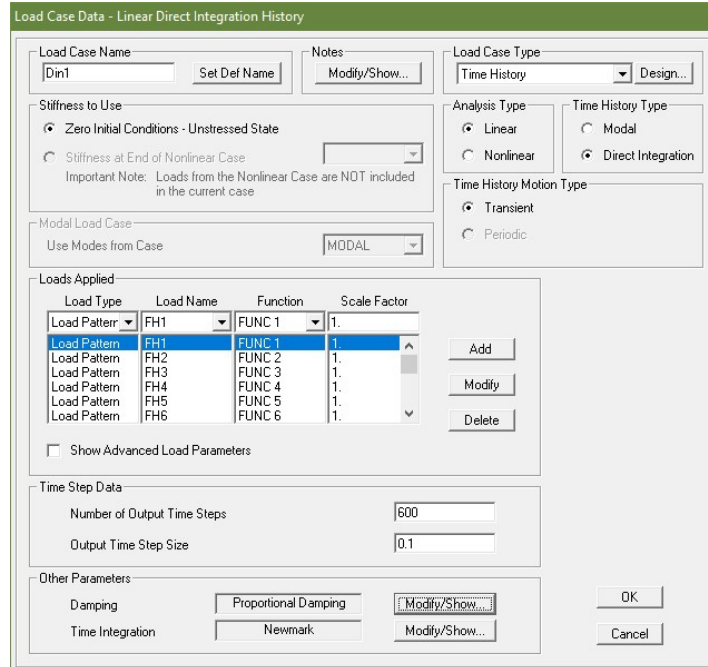 Load Case Data - Linear Direct Integration History
Load Case Name
Din1
Set Def Name
Notes
Modify/Show...
Load Case Type
Time History
Design...
Stiffness to Use
Zero Initial Conditions - Unstressed State
Stiffness at End of Nonlinear Case
Important Note: Loads from the Nonlinear Case are NOT included
in the current case
Analysis Type
Linear
Nonlinear
Time History Type
Modal
Direct Integration
Time History Motion Type
Transient
Periodic
Modal Load Case
Use Modes from Case
MODAL
Loads Applied
Load Type Load Name Function Scale Factor
Load Pattern FH1 FUNC 1 1.
Load Pattern FH1 FUNC 1 1.
Load Pattern FH2 FUNC 2 1.
Load Pattern FH3 FUNC 3 1.
Load Pattern FH4 FUNC 4 1.
Load Pattern FH5 FUNC 5 1.
Load Pattern FH6 FUNC 6 1.
Add
Modify
Delete
Show Advanced Load Parameters
Time Step Data
Number of Output Time Steps 600
Output Time Step Size 0.1
Other Parameters
Damping Proportional Damping Modify/Show...
Time Integration Newmark Modify/Show...
OK
Cancel